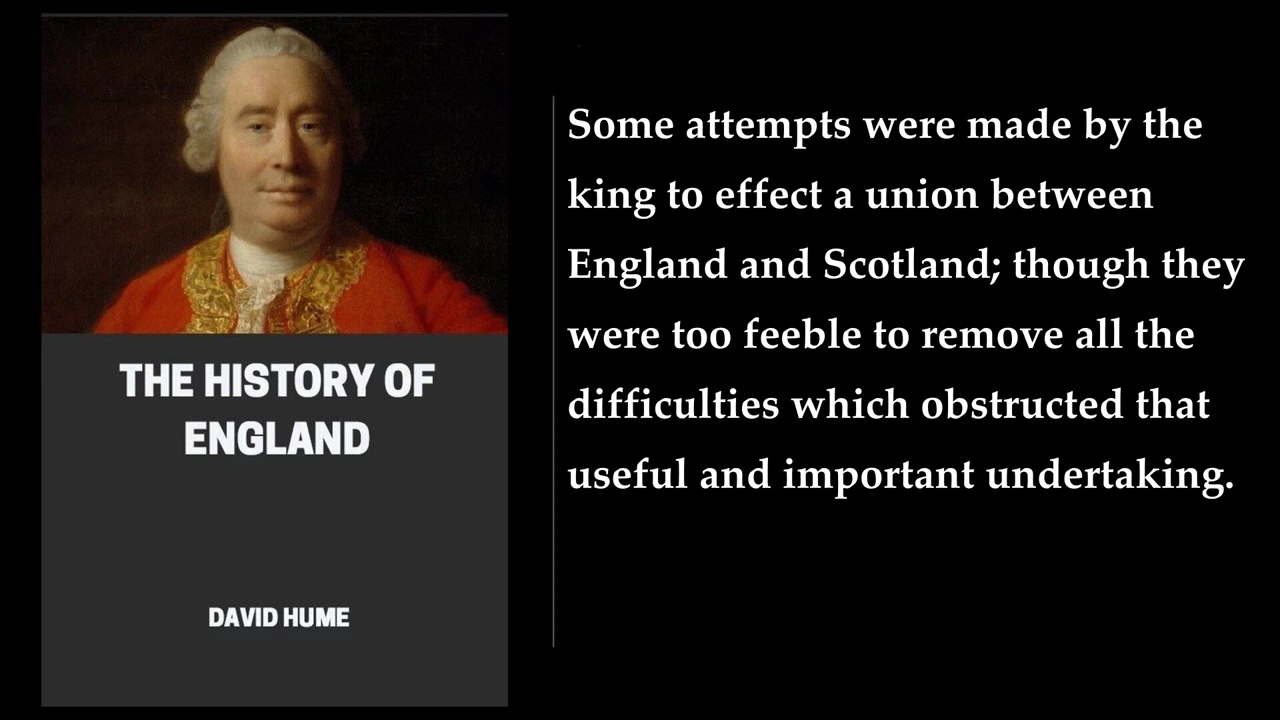 THE HISTORY OF
ENGLAND
DAVID HUME
Some attempts were made by the
king to effect a union between
England and Scotland; though they
were too feeble to remove all the
difficulties which obstructed that
useful and important undertaking.